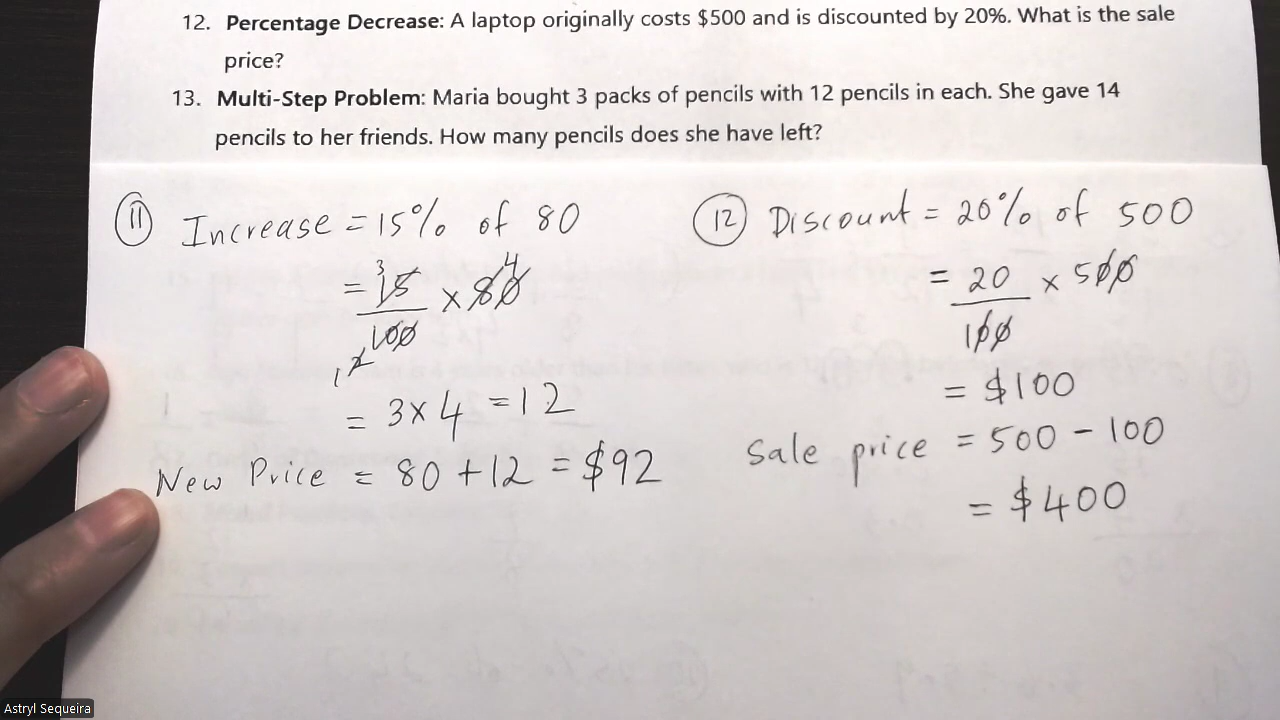 12. Percentage Decrease: A laptop originally costs $500 and is discounted by 20%. What is the sale
price?
13. Multi-Step Problem: Maria bought 3 packs of pencils with 12 pencils in each. She gave 14
pencils to her friends. How many pencils does she have left?
11 Increase = 15% of 80
3 4
= 15/100 × 80
1 2
= 3×4 = 12
New Price = 80 + 12 = $92
12 Discount = 20% of 500
= 20/100 × 500
= $100
Sale price = 500 - 100
= $400
Astryl Sequeira